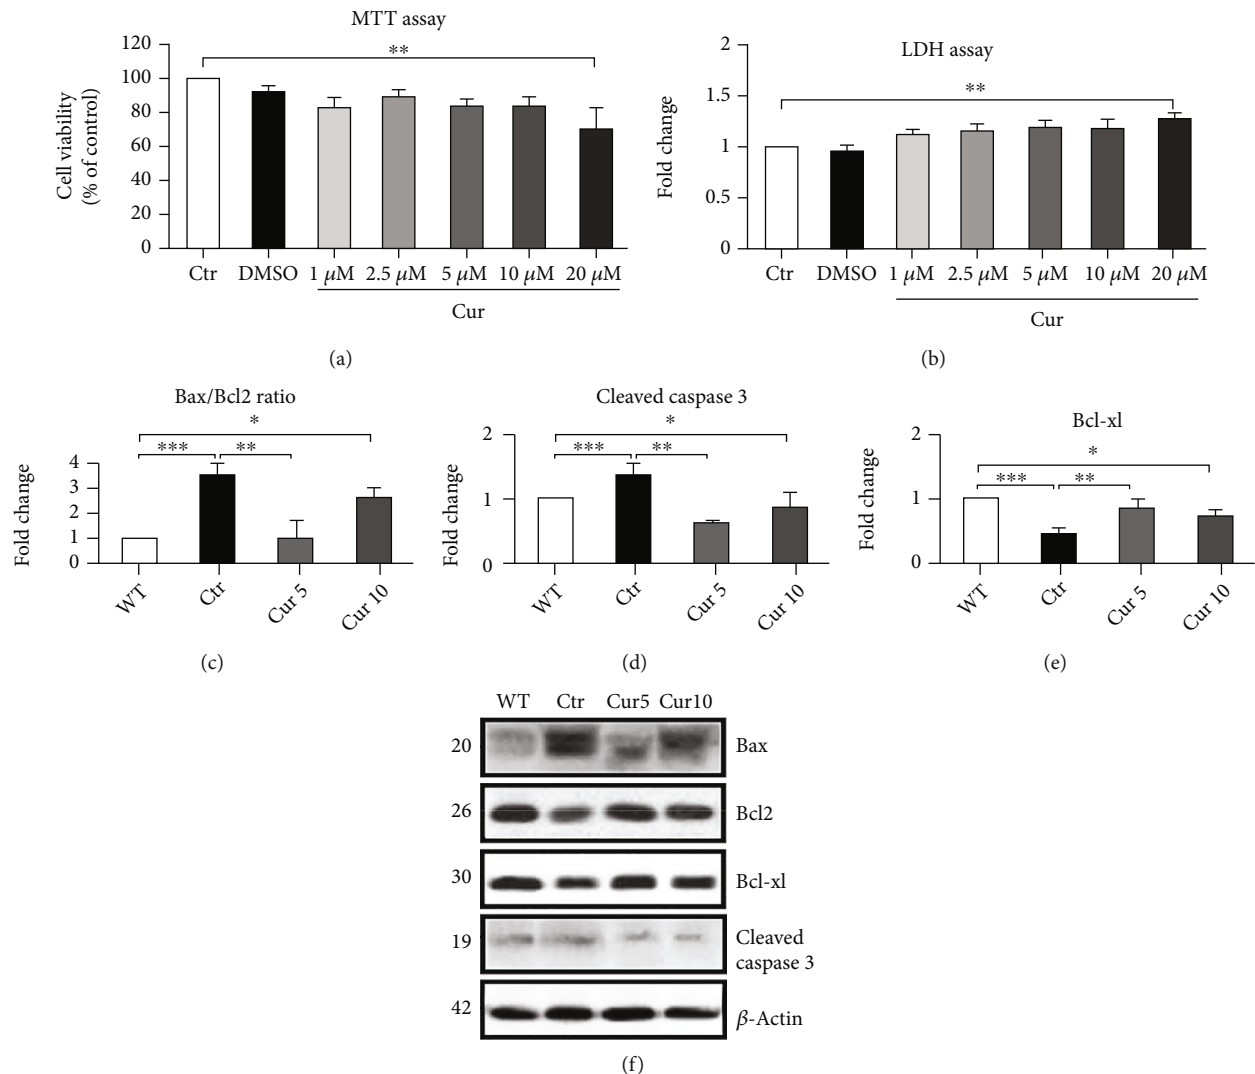 MTT assay
120
100
80
60
40
20
0
Cell viability
(% of control)
**
Ctr DMSO 1 μM 2.5 μM 5 μM 10 μM 20 μM
Cur
(a)
LDH assay
2
1.5
1
0.5
0
Fold change
**
Ctr DMSO 1 μM 2.5 μM 5 μM 10 μM 20 μM
Cur
(b)
Bax/Bcl2 ratio
*
*** **
4
3
2
1
0
Fold change
WT Ctr Cur 5 Cur 10
(c)
Cleaved caspase 3
*
*** **
2
1
0
Fold change
WT Ctr Cur 5 Cur 10
(d)
Bcl-xl
*
*** **
2
1
0
Fold change
WT Ctr Cur 5 Cur 10
(e)
WT Ctr Cur5 Cur10
20 Bax
26 Bcl2
30 Bcl-xl
19 Cleaved
caspase 3
42 β-Actin
(f)